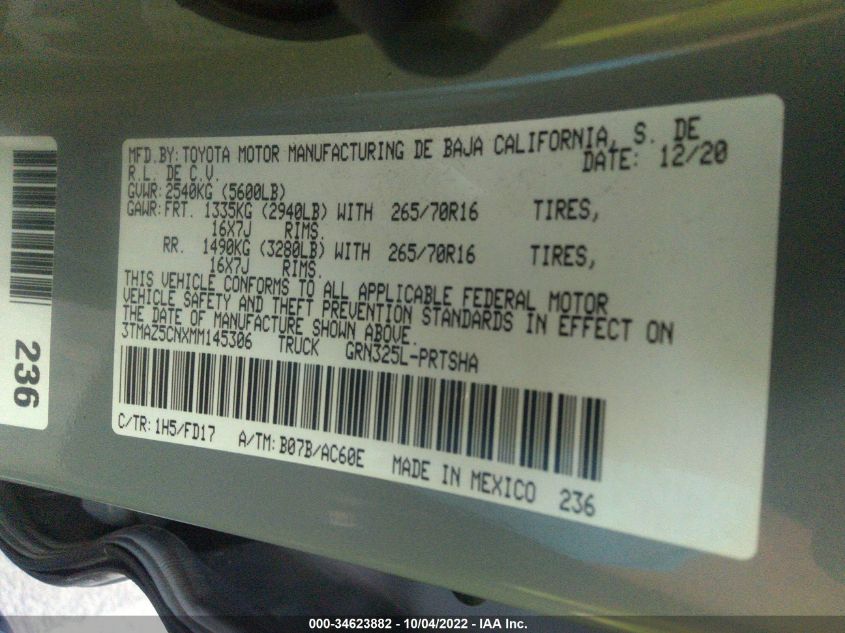 MFD.BY:TOYOTA MOTOR MANUFACTURING DE BAJA CALIFORNIA, S. DE
R.L. DE C.V. DATE: 12/20
GVWR:2540KG (5600LB)
GAWR:FRT. 1335KG (2940LB) WITH 265/70R16 TIRES,
16X7J RIMS.
RR. 1490KG (3280LB) WITH 265/70R16 TIRES,
16X7J RIMS.
THIS VEHICLE CONFORMS TO ALL APPLICABLE FEDERAL MOTOR
VEHICLE SAFETY AND THEFT PREVENTION STANDARDS IN EFFECT ON
THE DATE OF MANUFACTURE SHOWN ABOVE.
3TMAZ5CNXMM145306 TRUCK GRN325L-PRTSHA
C/TR:1H5/FD17 A/TM:B07B/AC60E MADE IN MEXICO 236
236
000-34623882 - 10/04/2022 - IAA Inc.